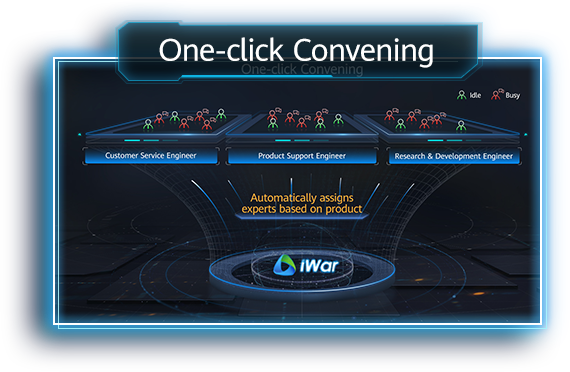 One-click Convening
One-click Convening
Idle
Busy
Customer Service Engineer
Product Support Engineer
Research & Development Engineer
Automatically assigns
experts based on product
iWar